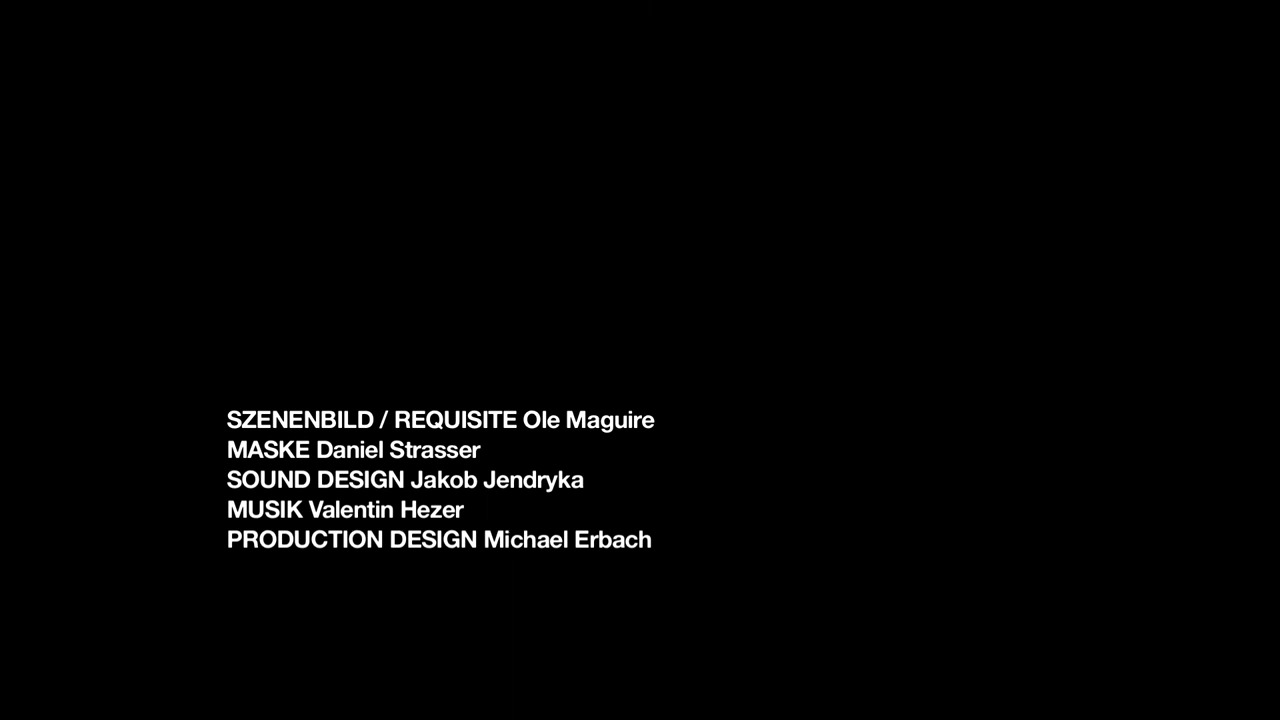 SZENENBILD / REQUISITE Ole Maguire
MASKE Daniel Strasser
SOUND DESIGN Jakob Jendryka
MUSIK Valentin Hezer
PRODUCTION DESIGN Michael Erbach